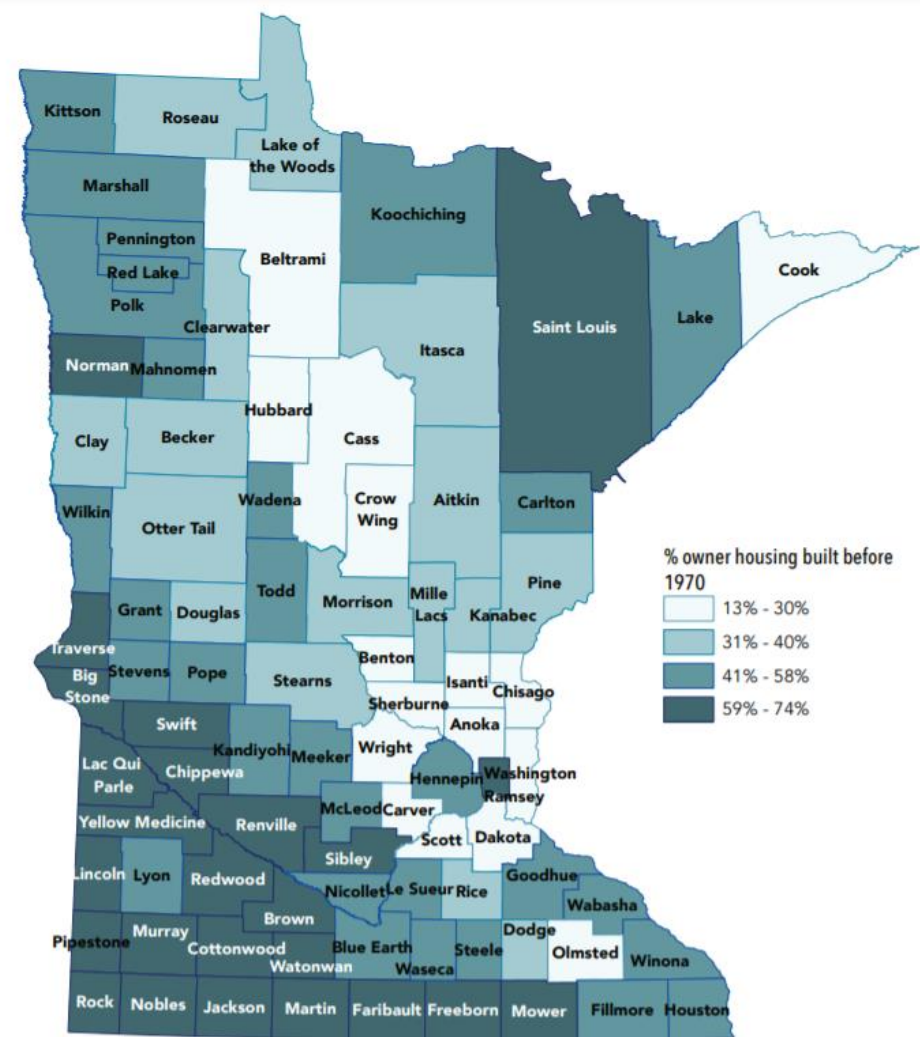 Kittson
Roseau
Lake of
the Woods
Marshall
Koochiching
Pennington
Beltrami
Cook
Red Lake
Polk
Lake
Clearwater
Saint Louis
Itasca
Norman
Mahnomen
Hubbard
Clay
Becker
Cass
Wadena
Crow
Wing
Aitkin
Carlton
Wilkin
Otter Tail
% owner housing built before
1970
13% - 30%
31% - 40%
41% - 58%
59% - 74%
Pine
Todd
Mille
Lacs
Morrison
Grant
Douglas
Kanabec
Traverse
Benton
Big
Stone
Stevens
Pope
Stearns
Isanti
Chisago
Sherburne
Swift
Anoka
Kandiyohi
Wright
Meeker
Lac Qui
Parle
Chippewa
Hennepin
Washington
Ramsey
McLeod
Carver
Yellow Medicine
Renville
Scott
Dakota
Sibley
Lincoln
Lyon
Redwood
Goodhue
Nicollet
Le Sueur
Rice
Wabasha
Brown
Dodge
Murray
Pipestone
Cottonwood
Blue Earth
Steele
Olmsted
Winona
Watonwan
Waseca
Rock
Nobles
Jackson
Martin
Faribault
Freeborn
Mower
Fillmore
Houston